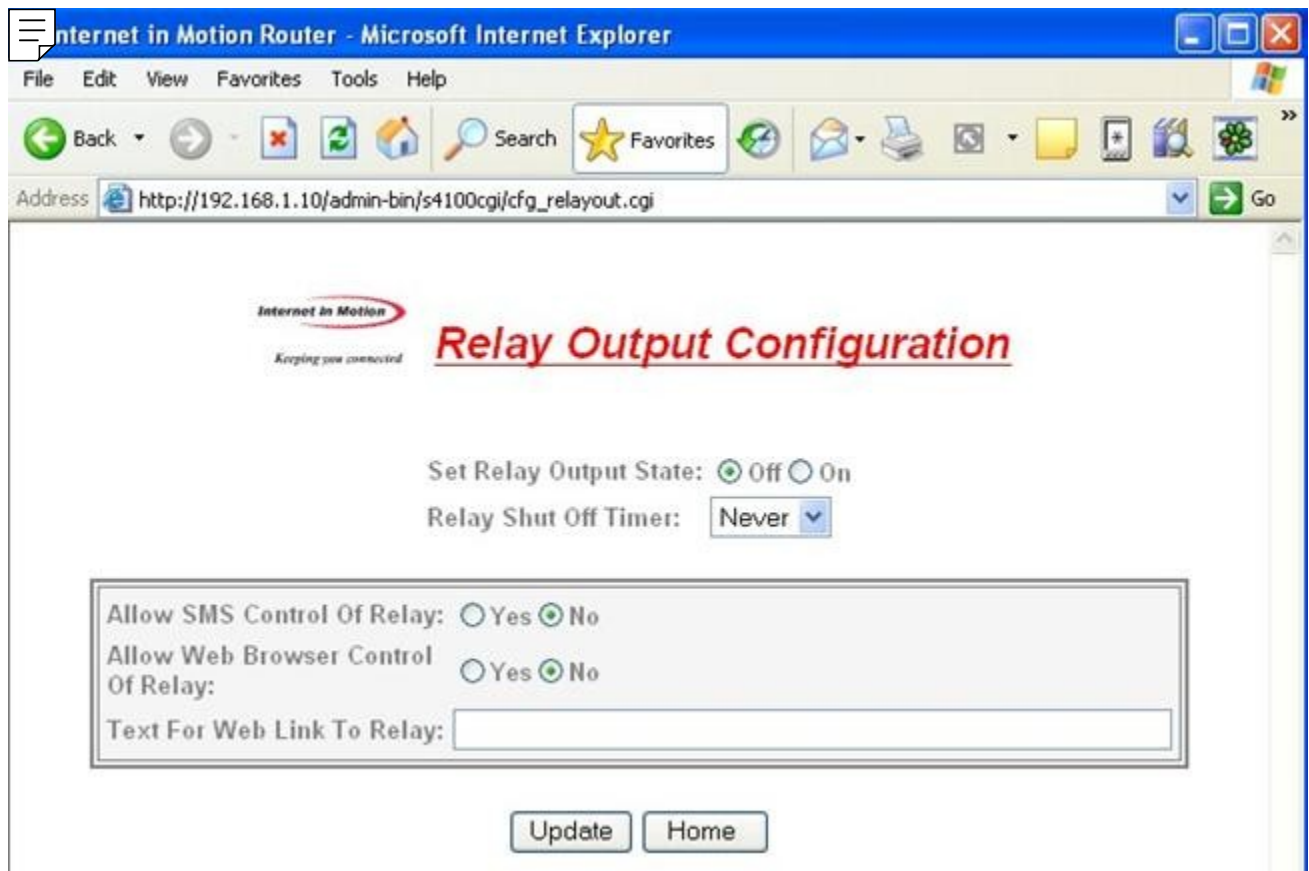 nternet in Motion Router - Microsoft Internet Explorer
File Edit View Favorites Tools Help
Back Search Favorites »
Address http://192.168.1.10/admin-bin/s4100cgi/cfg_relayout.cgi Go
Internet In Motion
Keeping you connected
Relay Output Configuration
Set Relay Output State: Off On
Relay Shut Off Timer: Never
Allow SMS Control Of Relay: Yes No
Allow Web Browser Control
Of Relay: Yes No
Text For Web Link To Relay:
Update Home